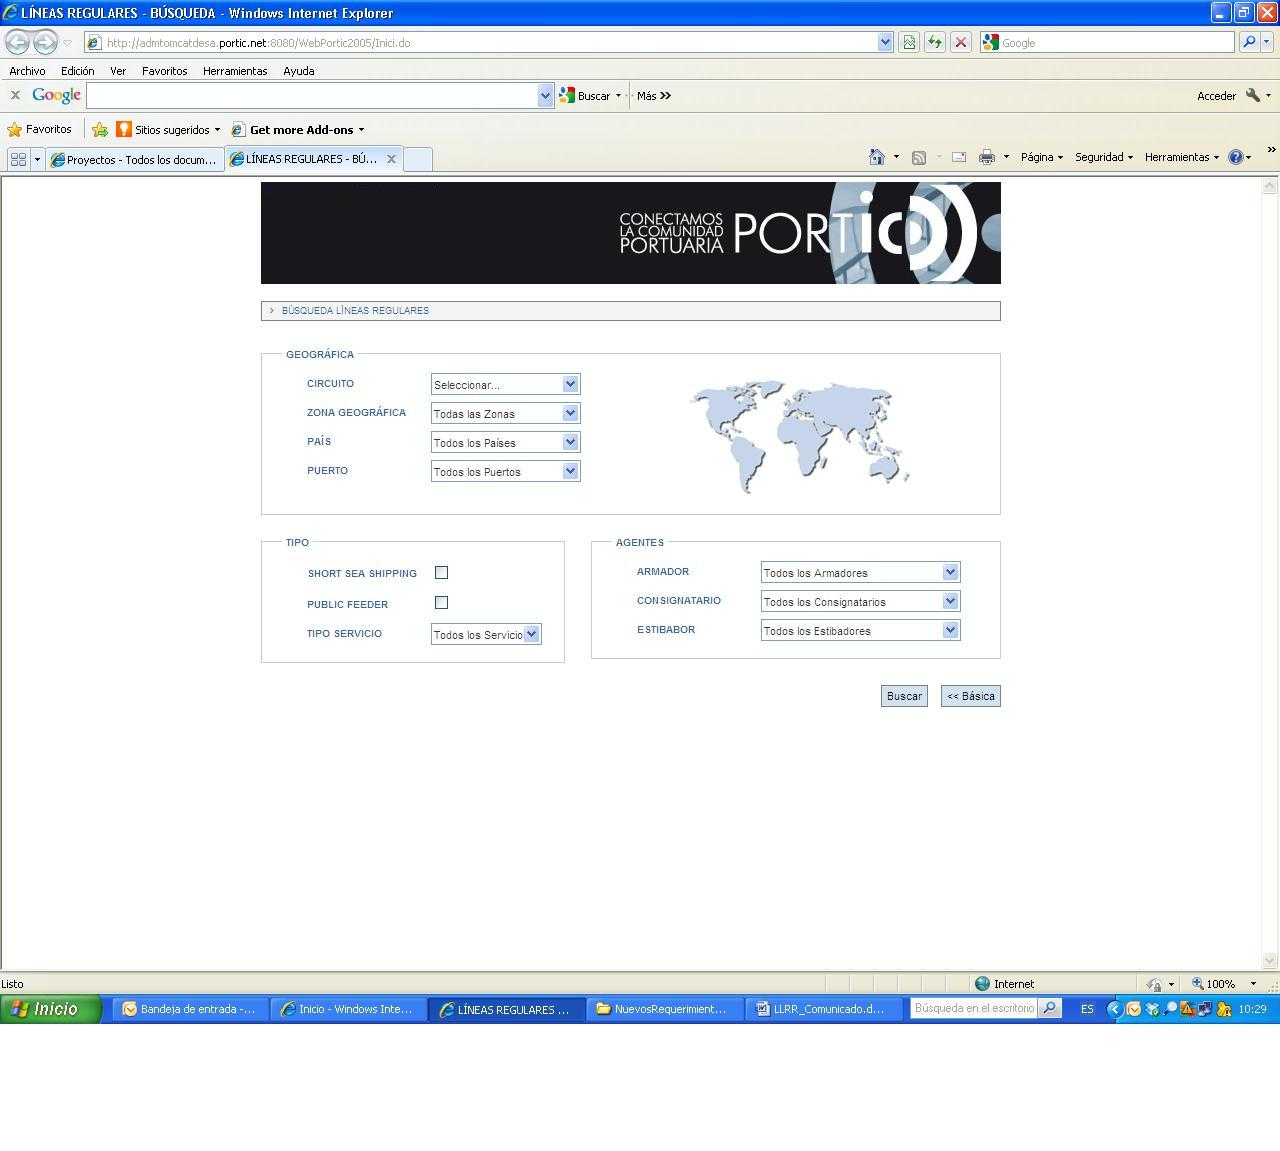 LÍNEAS REGULARES - BÚSQUEDA - Windows Internet Explorer
http://admtomcatdesa.portic.net:8080/WebPortic2005/Inici.do
Google
Archivo Edición Ver Favoritos Herramientas Ayuda
x Google Buscar Más >> Acceder
Favoritos Sitios sugeridos Get more Add-ons
Proyectos - Todos los docum... LÍNEAS REGULARES - BÚ... X Página Seguridad Herramientas >>
CONECTAMOS
LA COMUNIDAD
PORTUARIA
PORTIC
> BÚSQUEDA LÍNEAS REGULARES
GEOGRÁFICA
CIRCUITO Seleccionar...
ZONA GEOGRÁFICA Todas las Zonas
PAÍS Todos los Países
PUERTO Todos los Puertos
TIPO
SHORT SEA SHIPPING
PUBLIC FEEDER
TIPO SERVICIO Todos los Servicio
AGENTES
ARMADOR Todos los Armadores
CONSIGNATARIO Todos los Consignatarios
ESTIBABOR Todos los Estibadores
Buscar << Básica
Listo Internet 100%
Inicio Bandeja de entrada -... Inicio - Windows Inte... LÍNEAS REGULARES ... NuevosRequerimient... LLRR_Comunicado.d... Búsqueda en el escritorio ES 10:29